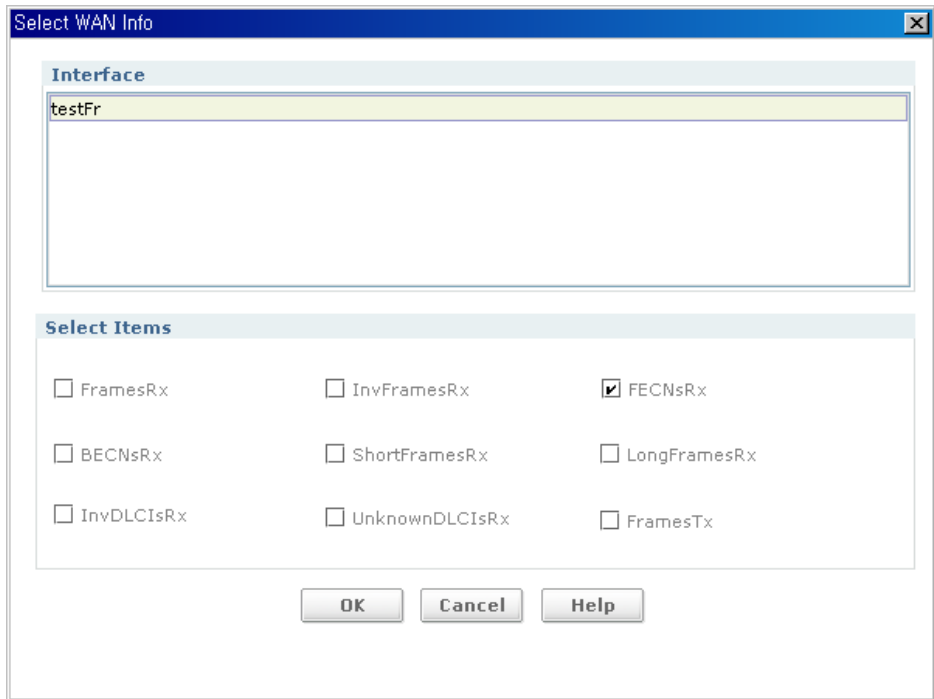 Select WAN Info
Interface
testFr
Select Items
FramesRx InvFramesRx FECNsRx
BECNsRx ShortFramesRx LongFramesRx
InvDLCIsRx UnknownDLCIsRx FramesTx
OK Cancel Help